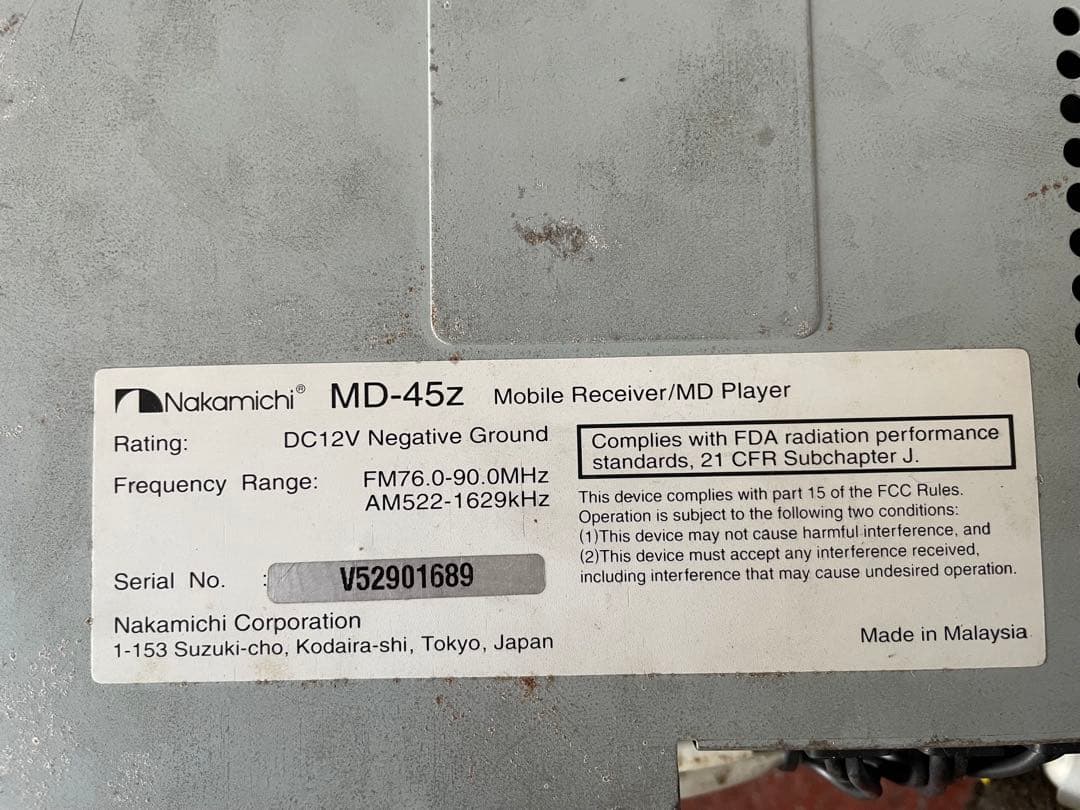 Nakamichi® MD-45z Mobile Receiver/MD Player
Rating: DC12V Negative Ground
Frequency Range: FM76.0-90.0MHz
AM522-1629kHz
Serial No. : V52901689
Nakamichi Corporation
1-153 Suzuki-cho, Kodaira-shi, Tokyo, Japan
Complies with FDA radiation performance
standards, 21 CFR Subchapter J.
This device complies with part 15 of the FCC Rules.
Operation is subject to the following two conditions:
(1)This device may not cause harmful interference, and
(2)This device must accept any interference received,
including interference that may cause undesired operation.
Made in Malaysia